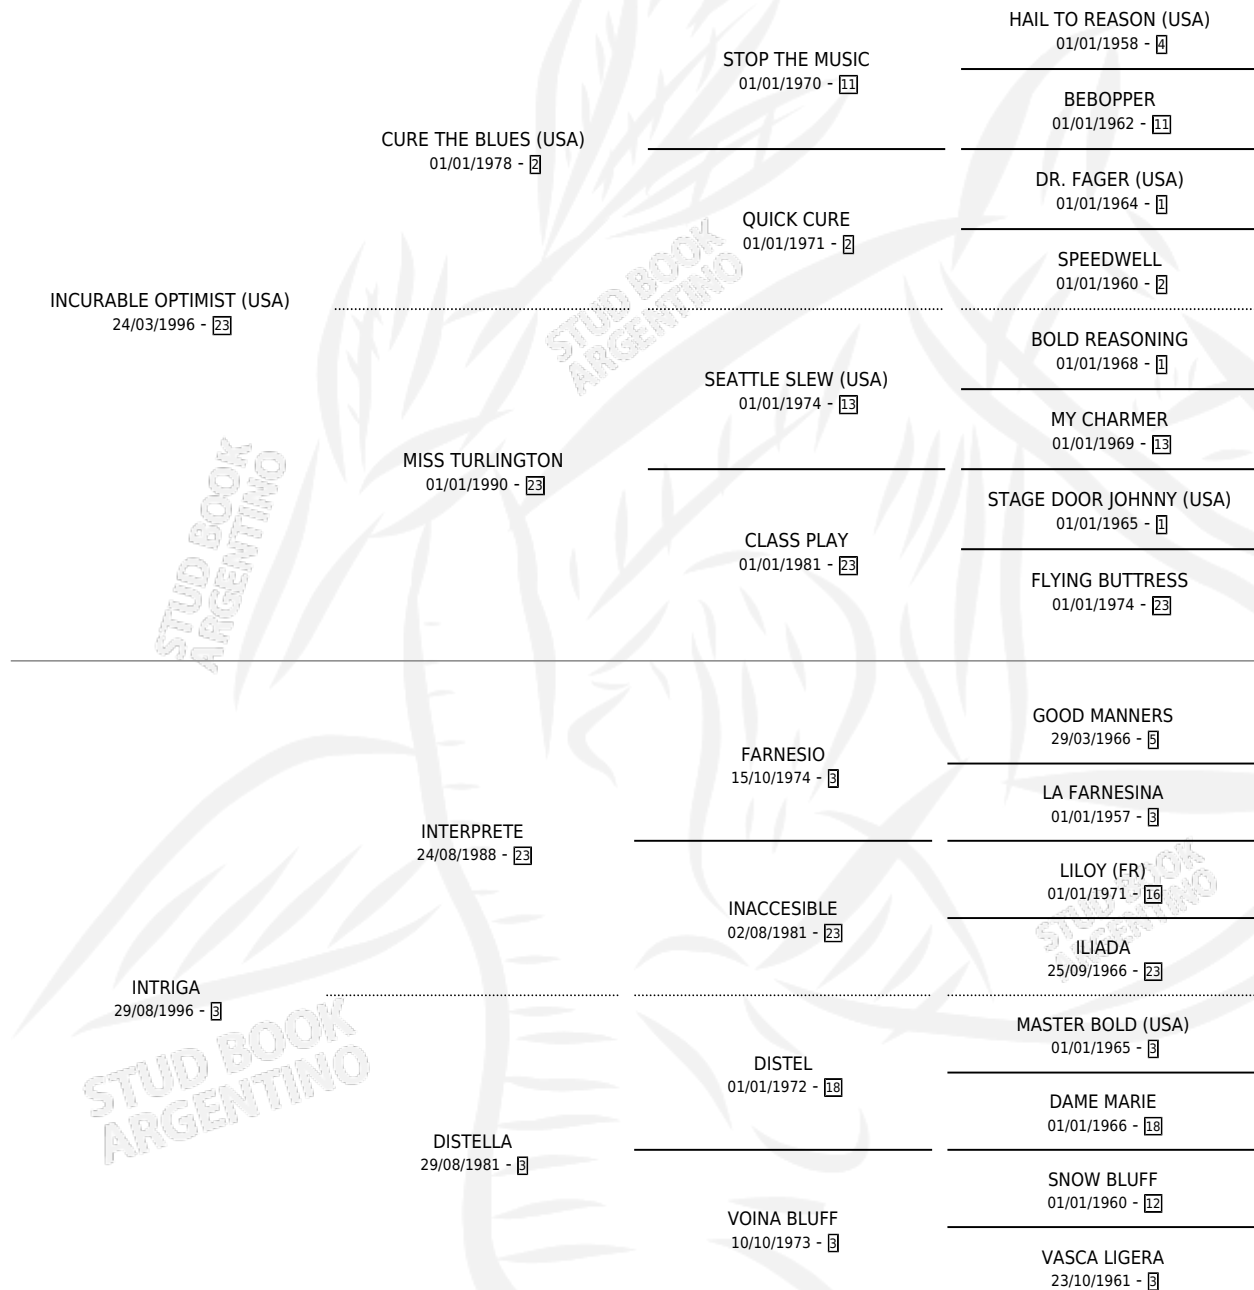 HAIL TO REASON (USA)
01/01/1958 - 4
STOP THE MUSIC
01/01/1970 - 11
BEBOPPER
01/01/1962 - 11
CURE THE BLUES (USA)
01/01/1978 - 2
DR. FAGER (USA)
01/01/1964 - 1
QUICK CURE
01/01/1971 - 2
SPEEDWELL
01/01/1960 - 2
INCURABLE OPTIMIST (USA)
24/03/1996 - 23
STUD BOOK
ARGENTINO
BOLD REASONING
01/01/1968 - 1
SEATTLE SLEW (USA)
01/01/1974 - 13
MY CHARMER
01/01/1969 - 13
MISS TURLINGTON
01/01/1990 - 23
STAGE DOOR JOHNNY (USA)
01/01/1965 - 1
CLASS PLAY
01/01/1981 - 23
FLYING BUTTRESS
01/01/1974 - 23
STUD BOOK
ARGENTINO
GOOD MANNERS
29/03/1966 - 5
FARNESIO
15/10/1974 - 3
LA FARNESINA
01/01/1957 - 3
INTERPRETE
24/08/1988 - 23
LILOY (FR)
01/01/1971 - 16
INACCESIBLE
02/08/1981 - 23
STUD BOOK
ARGENTINO
ILIADA
25/09/1966 - 23
INTRIGA
29/08/1996 - 3
STUD BOOK
ARGENTINO
MASTER BOLD (USA)
01/01/1965 - 3
DISTEL
01/01/1972 - 18
DAME MARIE
01/01/1966 - 18
DISTELLA
29/08/1981 - 3
SNOW BLUFF
01/01/1960 - 12
VOINA BLUFF
10/10/1973 - 3
VASCA LIGERA
23/10/1961 - 3